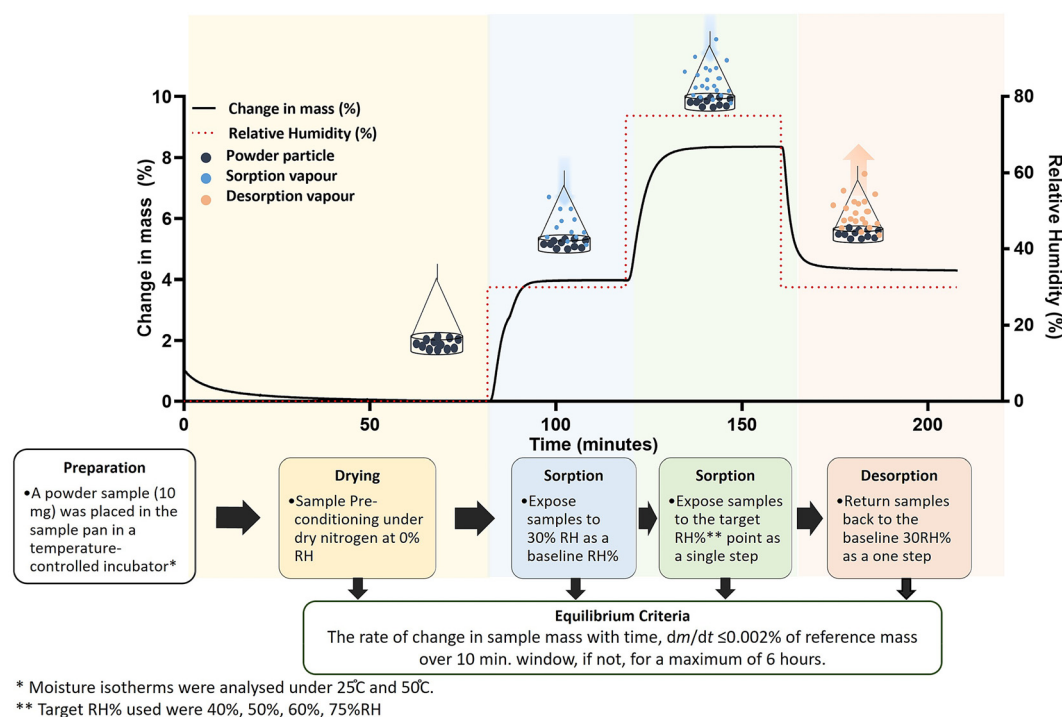 Change in mass (%)
Relative Humidity (%)
Powder particle
Sorption vapour
Desorption vapour
Change in mass (%)
10
8
6
4
2
0
80
60
40
20
0
Relative Humidity (%)
0
50
100
150
200
Time (minutes)
Preparation
•A powder sample (10
mg) was placed in the
sample pan in a
temperature-
controlled incubator*
Drying
•Sample Pre-
conditioning under
dry nitrogen at 0%
RH
Sorption
•Expose
samples to
30% RH as a
baseline RH%
Sorption
•Expose samples
to the target
RH%** point as
a single step
Desorption
•Return samples
back to the
baseline 30RH%
as a one step
Equilibrium Criteria
The rate of change in sample mass with time, dm/dt ≤0.002% of reference mass
over 10 min. window, if not, for a maximum of 6 hours.
* Moisture isotherms were analysed under 25°C and 50°C.
** Target RH% used were 40%, 50%, 60%, 75%RH